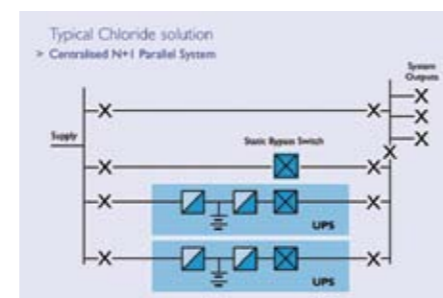 Typical Chloride solution
> Centralised N+1 Parallel System
System
Outputs
Supply
Static Bypass Switch
UPS
UPS